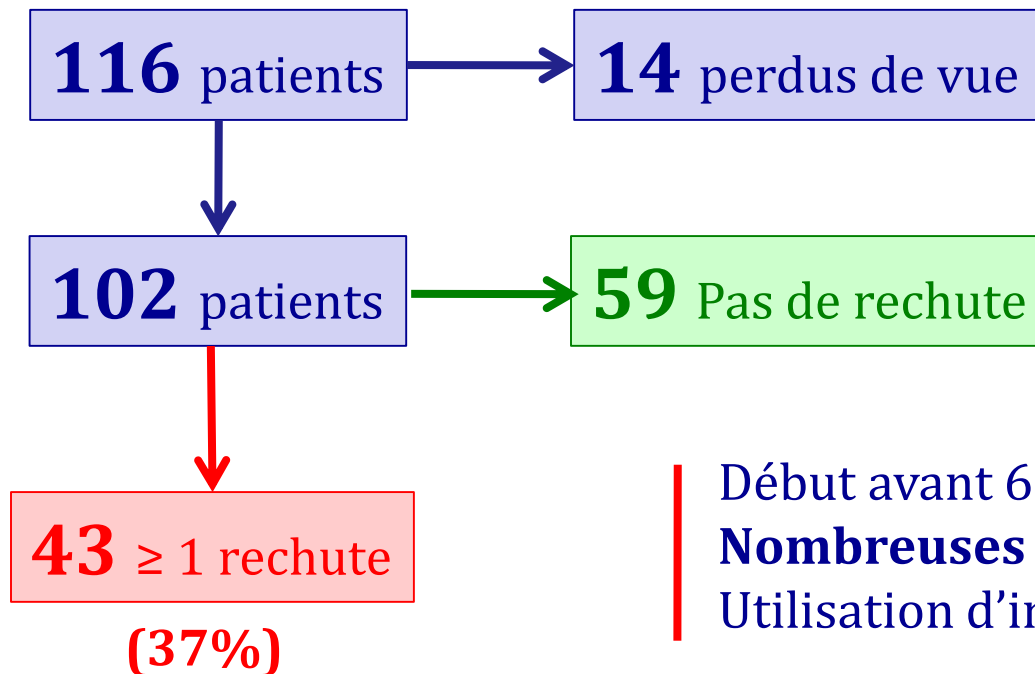 116 patients
14 perdus de vue
102 patients
59 Pas de rechute
43 ≥ 1 rechute
(37%)
Début avant 6
Nombreuses
Utilisation d’in